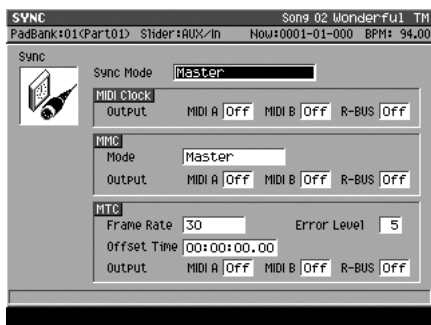 SYNC Song 02 Wonderful TM
PadBank:01(Part01) Slider:AUX/In Now:0001-01-000 BPM: 94.00
Sync
Sync Mode Master
MIDI Clock
Output MIDI A Off MIDI B Off R-BUS Off
MMC
Mode Master
Output MIDI A Off MIDI B Off R-BUS Off
MTC
Frame Rate 30 Error Level 5
Offset Time 00:00:00.00
Output MIDI A Off MIDI B Off R-BUS Off